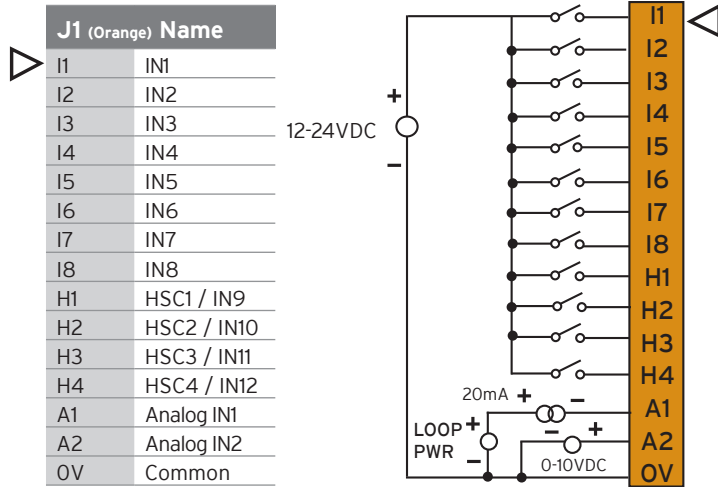 J1 (Orange) Name
I1 IN1
I2 IN2
I3 IN3
I4 IN4
I5 IN5
I6 IN6
I7 IN7
I8 IN8
H1 HSC1 / IN9
H2 HSC2 / IN10
H3 HSC3 / IN11
H4 HSC4 / IN12
A1 Analog IN1
A2 Analog IN2
0V Common
+
12-24VDC
–
I1
I2
I3
I4
I5
I6
I7
I8
H1
H2
H3
H4
20mA + –
A1
LOOP +
PWR –
– +
A2
0-10VDC
0V